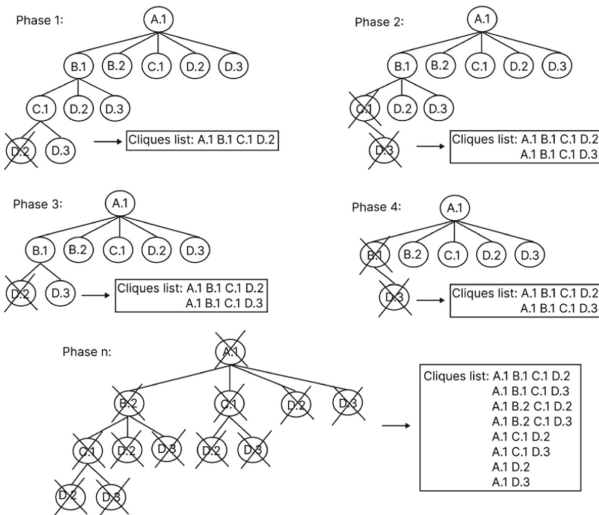 Phase 1:
A.1
B.1 B.2 C.1 D.2 D.3
C.1 D.2 D.3
D.2 D.3
Cliques list: A.1 B.1 C.1 D.2
Phase 2:
A.1
B.1 B.2 C.1 D.2 D.3
C.1 D.2 D.3
D.3
Cliques list: A.1 B.1 C.1 D.2
A.1 B.1 C.1 D.3
Phase 3:
A.1
B.1 B.2 C.1 D.2 D.3
D.2 D.3
Cliques list: A.1 B.1 C.1 D.2
A.1 B.1 C.1 D.3
Phase 4:
A.1
B.1 B.2 C.1 D.2 D.3
D.3
Cliques list: A.1 B.1 C.1 D.2
A.1 B.1 C.1 D.3
Phase n:
A.1
B.2 C.1 D.2 D.3
C.1 D.2 D.3 D.2 D.3
D.2 D.3
Cliques list: A.1 B.1 C.1 D.2
A.1 B.1 C.1 D.3
A.1 B.2 C.1 D.2
A.1 B.2 C.1 D.3
A.1 C.1 D.2
A.1 C.1 D.3
A.1 D.2
A.1 D.3